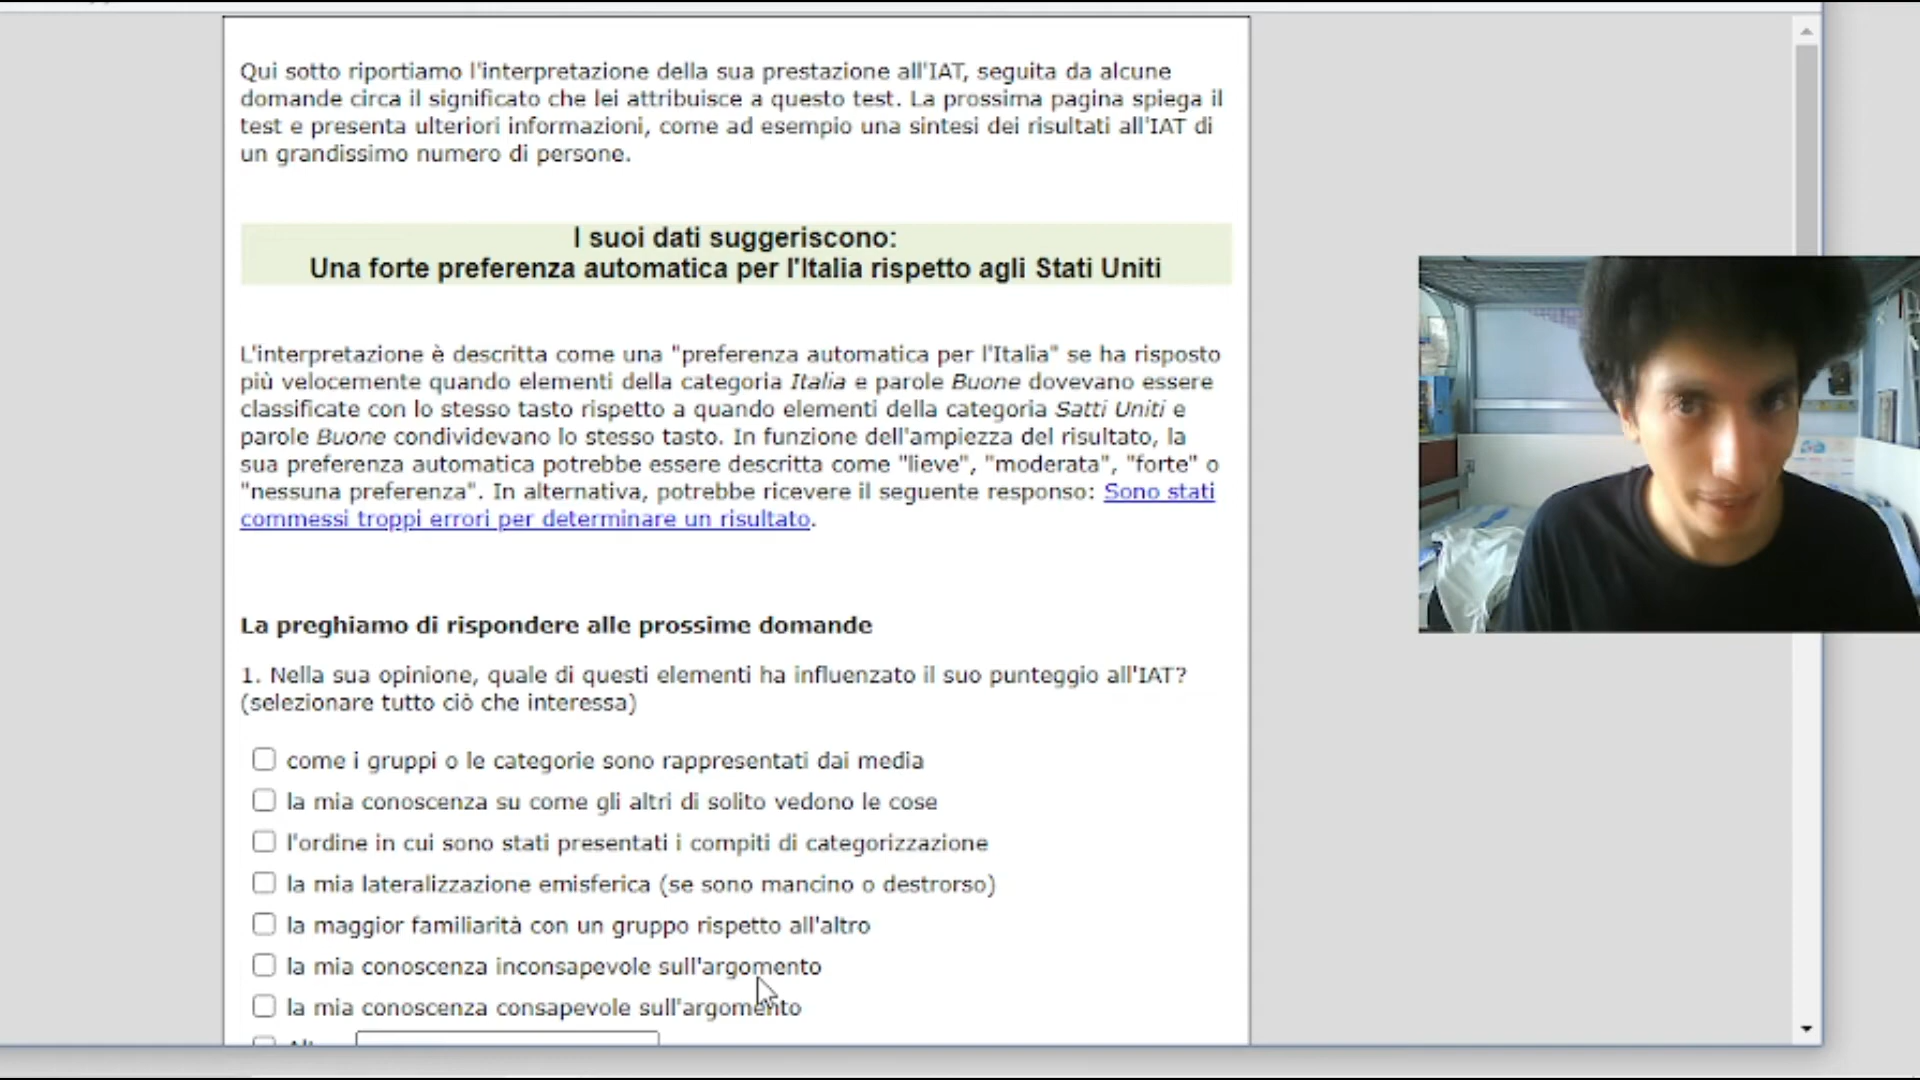 Qui sotto riportiamo l'interpretazione della sua prestazione all'IAT, seguita da alcune
domande circa il significato che lei attribuisce a questo test. La prossima pagina spiega il
test e presenta ulteriori informazioni, come ad esempio una sintesi dei risultati all'IAT di
un grandissimo numero di persone.
I suoi dati suggeriscono:
Una forte preferenza automatica per l'Italia rispetto agli Stati Uniti
L'interpretazione è descritta come una "preferenza automatica per l'Italia" se ha risposto
più velocemente quando elementi della categoria Italia e parole Buone dovevano essere
classificate con lo stesso tasto rispetto a quando elementi della categoria Satti Uniti e
parole Buone condividevano lo stesso tasto. In funzione dell'ampiezza del risultato, la
sua preferenza automatica potrebbe essere descritta come "lieve", "moderata", "forte" o
"nessuna preferenza". In alternativa, potrebbe ricevere il seguente responso: Sono stati
commessi troppi errori per determinare un risultato.
La preghiamo di rispondere alle prossime domande
1. Nella sua opinione, quale di questi elementi ha influenzato il suo punteggio all'IAT?
(selezionare tutto ciò che interessa)
come i gruppi o le categorie sono rappresentati dai media
la mia conoscenza su come gli altri di solito vedono le cose
l'ordine in cui sono stati presentati i compiti di categorizzazione
la mia lateralizzazione emisferica (se sono mancino o destrorso)
la maggior familiarità con un gruppo rispetto all'altro
la mia conoscenza inconsapevole sull'argomento
la mia conoscenza consapevole sull'argomento